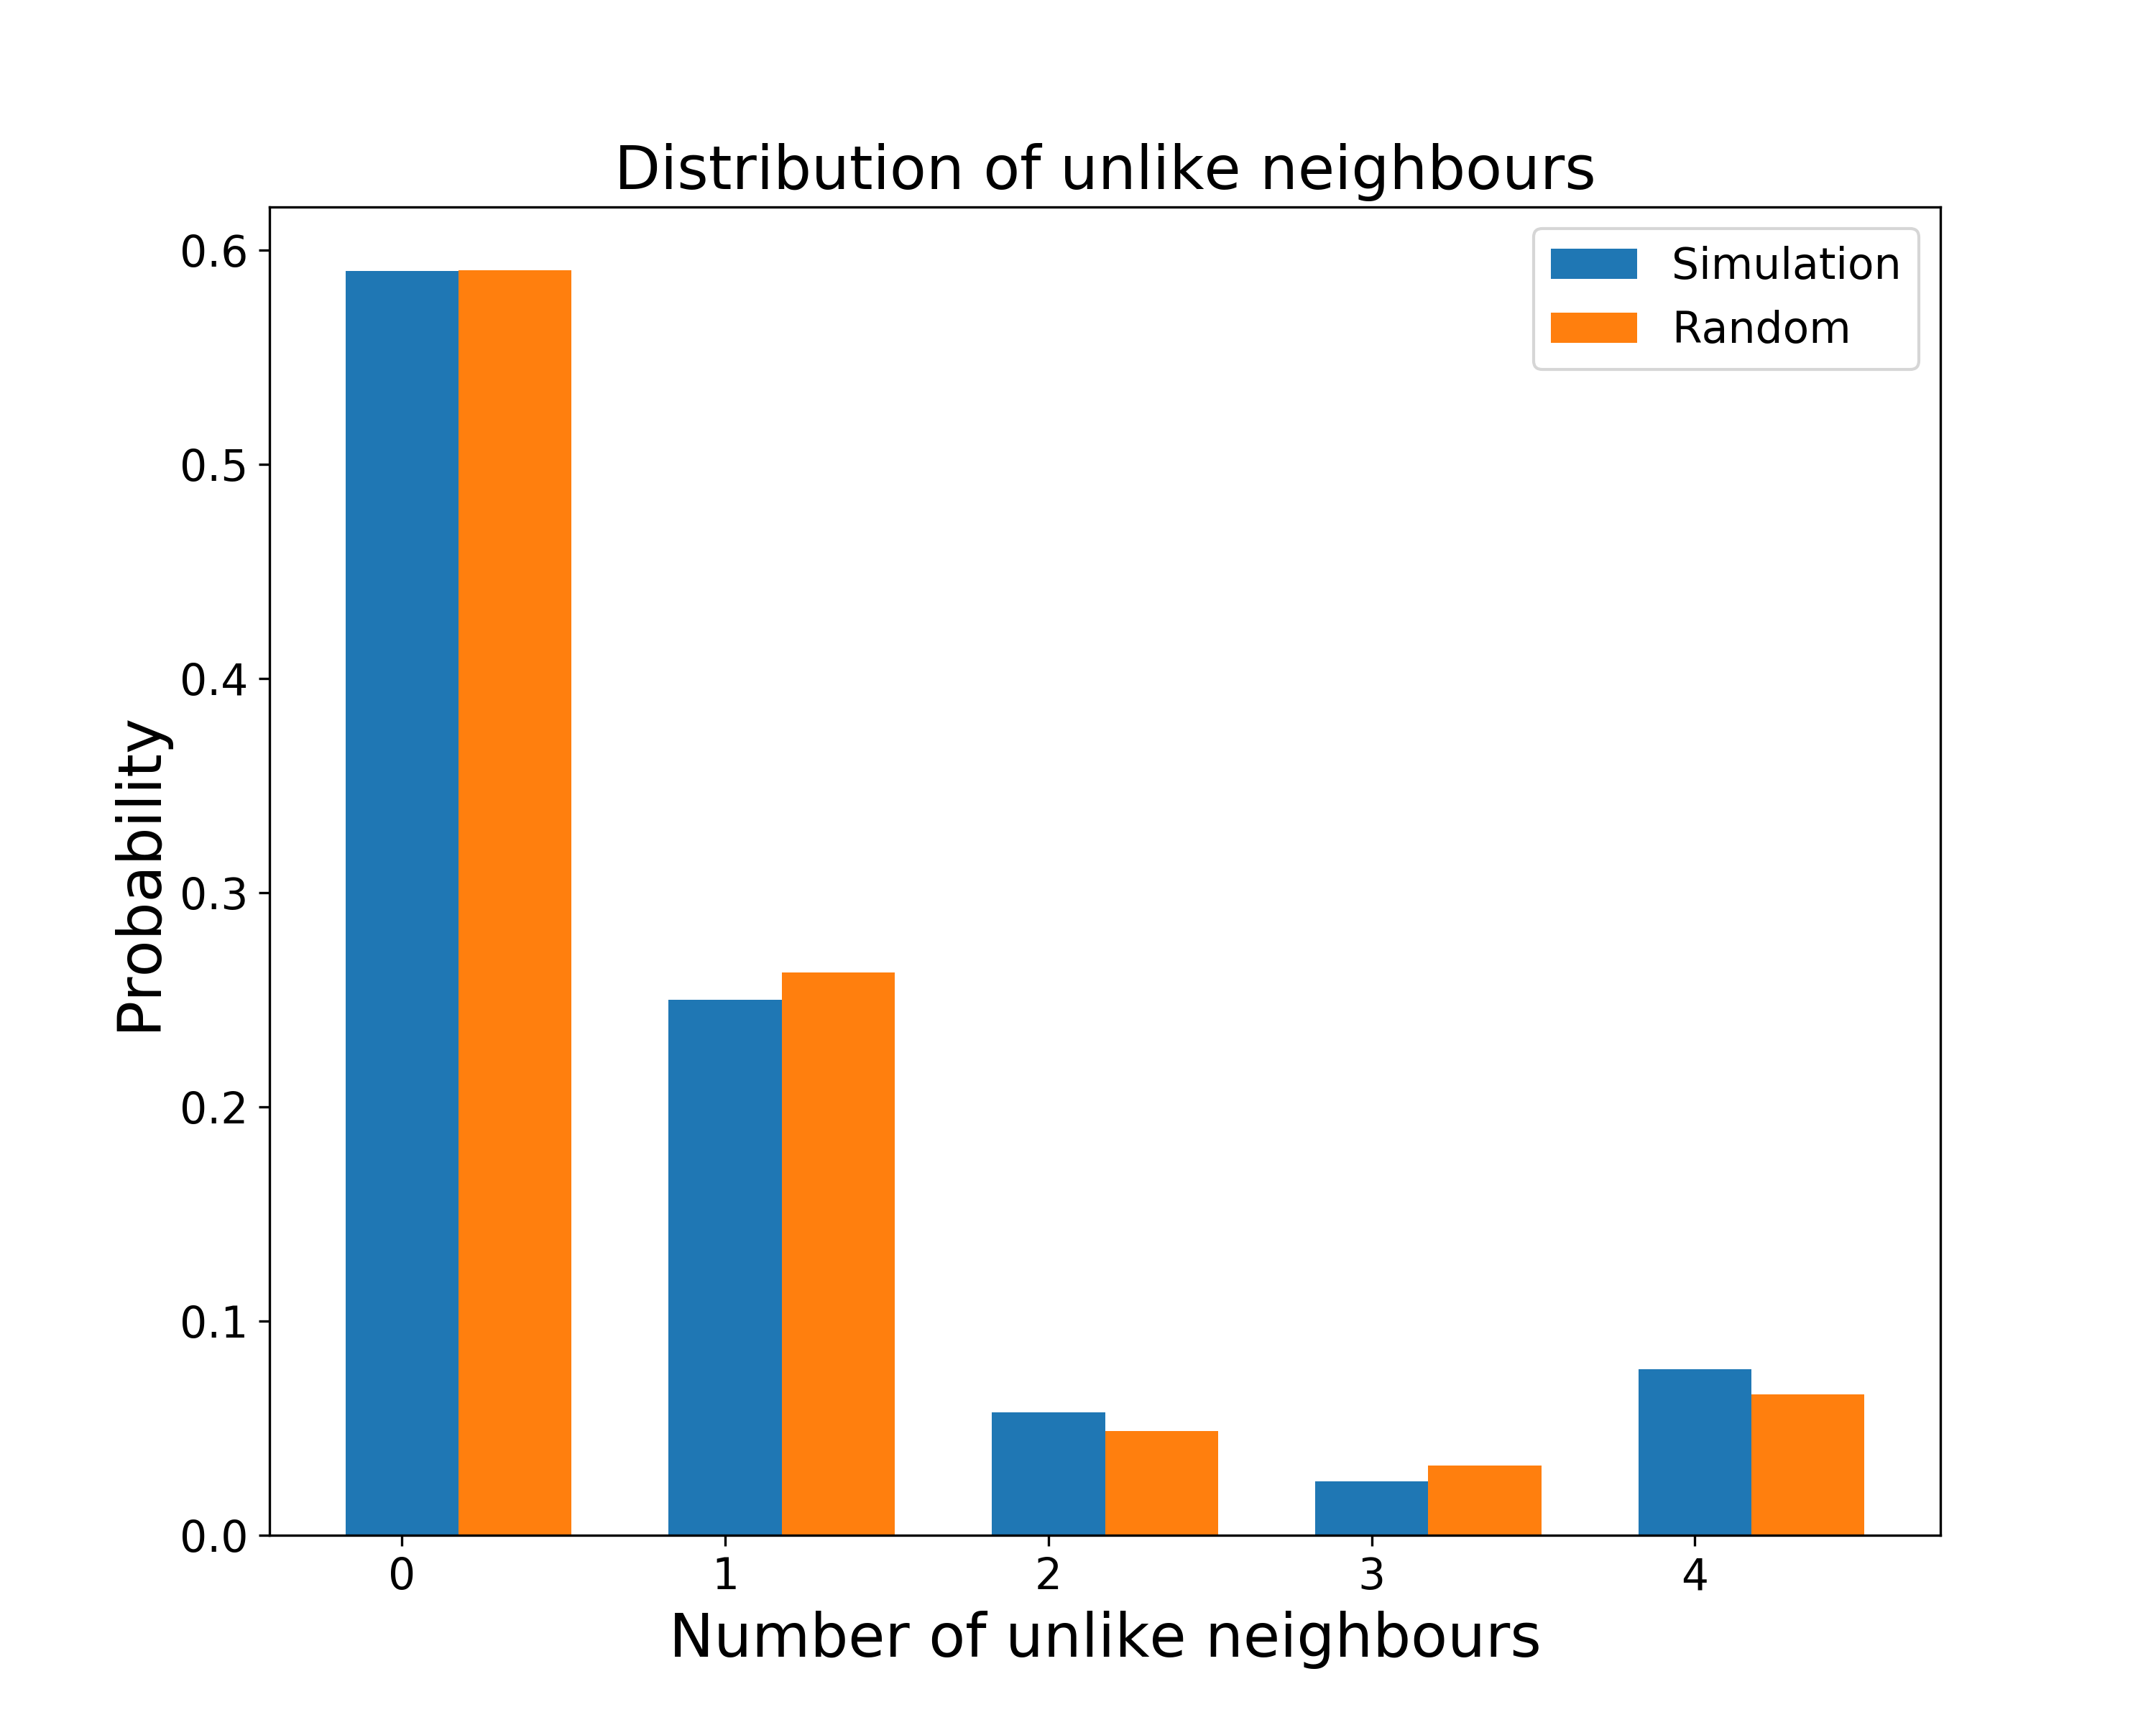 Distribution of unlike neighbours
Simulation
Random
0.6
0.5
0.4
0.3
0.2
0.1
0.0
Probability
0 1 2 3 4
Number of unlike neighbours